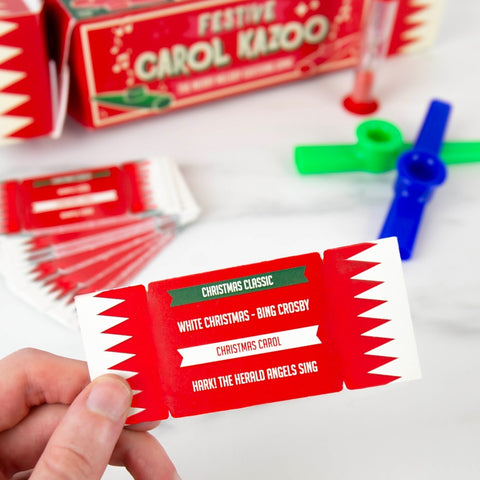 FESTIVE
CAROL KAZOO
CHRISTMAS CLASSIC
WHITE CHRISTMAS - BING CROSBY
CHRISTMAS CAROL
HARK! THE HERALD ANGELS SING